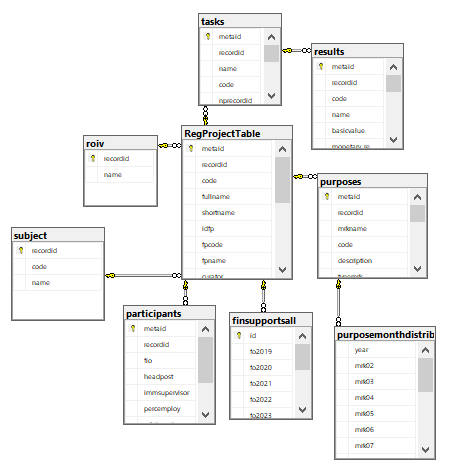 tasks
metaid
recordid
name
code
nprecordid
results
metaid
recordid
code
name
basicvalue
roiv
recordid
name
RegProjectTable
metaid
recordid
code
fullname
shortname
idfp
fpcode
fpname
curator
purposes
metaid
recordid
mrkname
code
description
subject
recordid
code
name
participants
metaid
recordid
fio
headpost
immsupervisor
percemploy
finsupportsall
id
fo2019
fo2020
fo2021
fo2022
fo2023
purposemonthdistrib
year
mrk02
mrk03
mrk04
mrk05
mrk06
mrk07